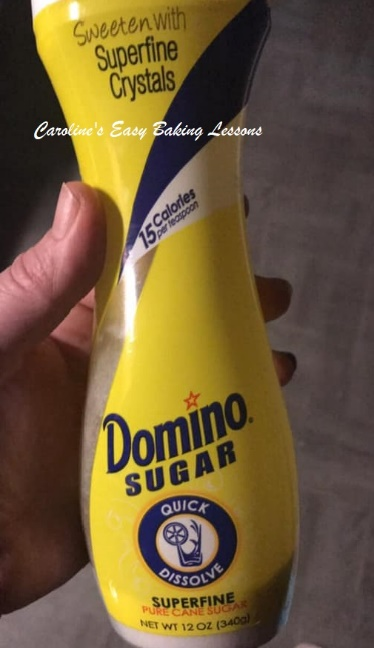 Sweeten with
Superfine
Crystals
Caroline's Easy Baking Lessons
15 Calories
per teaspoon
Domino®
SUGAR
QUICK
DISSOLVE
SUPERFINE
PURE CANE SUGAR
NET WT 12 OZ (340g)